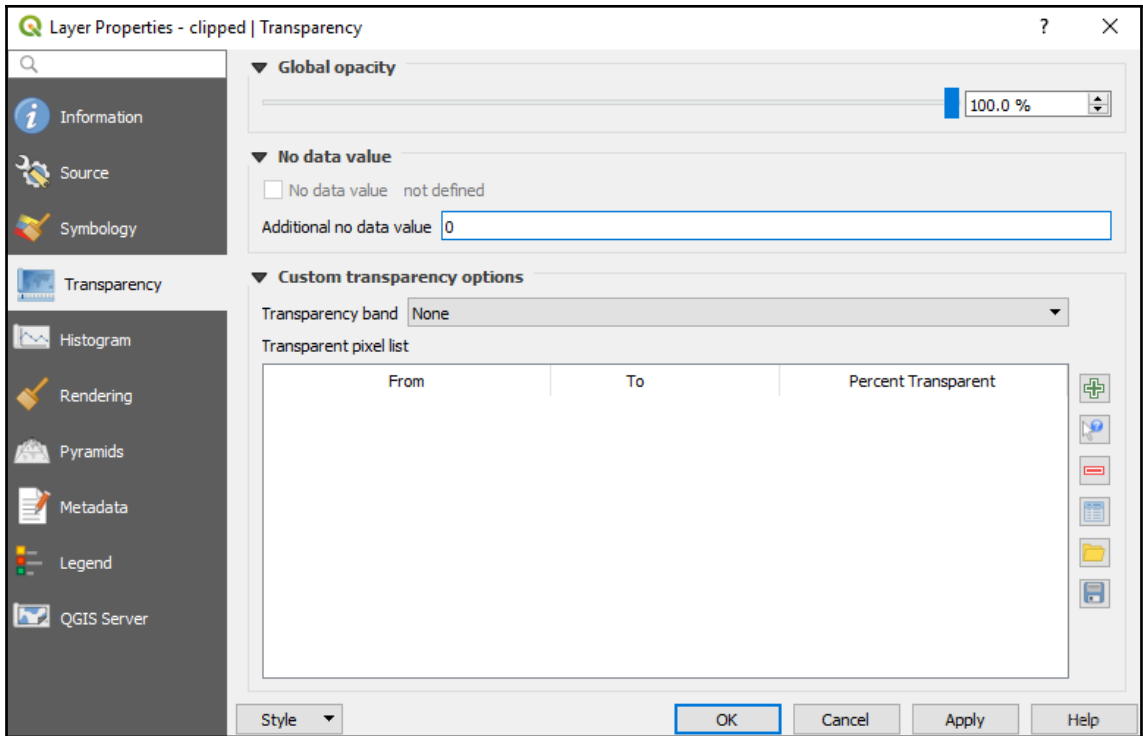 Layer Properties - clipped | Transparency ? X
Information
Source
Symbology
Transparency
Histogram
Rendering
Pyramids
Metadata
Legend
QGIS Server
Global opacity
100.0 %
No data value
No data value not defined
Additional no data value 0
Custom transparency options
Transparency band None
Transparent pixel list
From To Percent Transparent
Style OK Cancel Apply Help